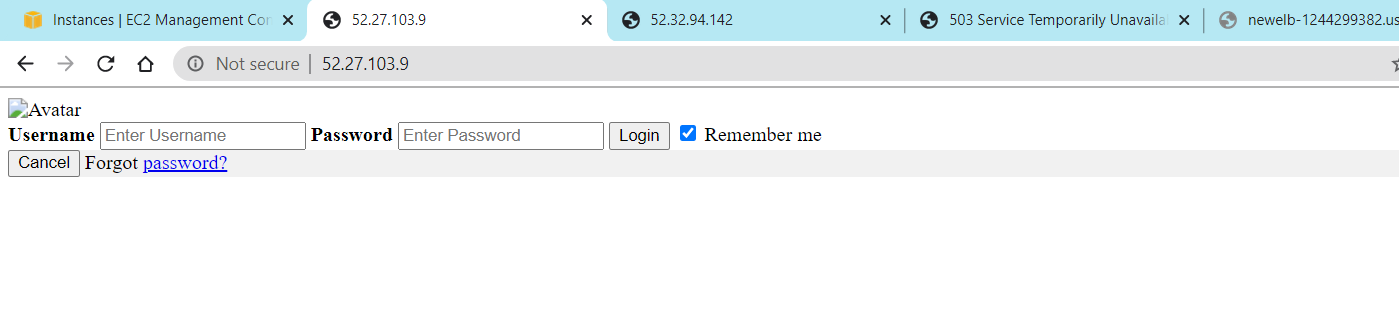 Instances | EC2 Management Con
52.27.103.9
52.32.94.142
503 Service Temporarily Unavaila
newelb-1244299382.us
Not secure | 52.27.103.9
Avatar
Username Enter Username Password Enter Password Login Remember me
Cancel Forgot password?